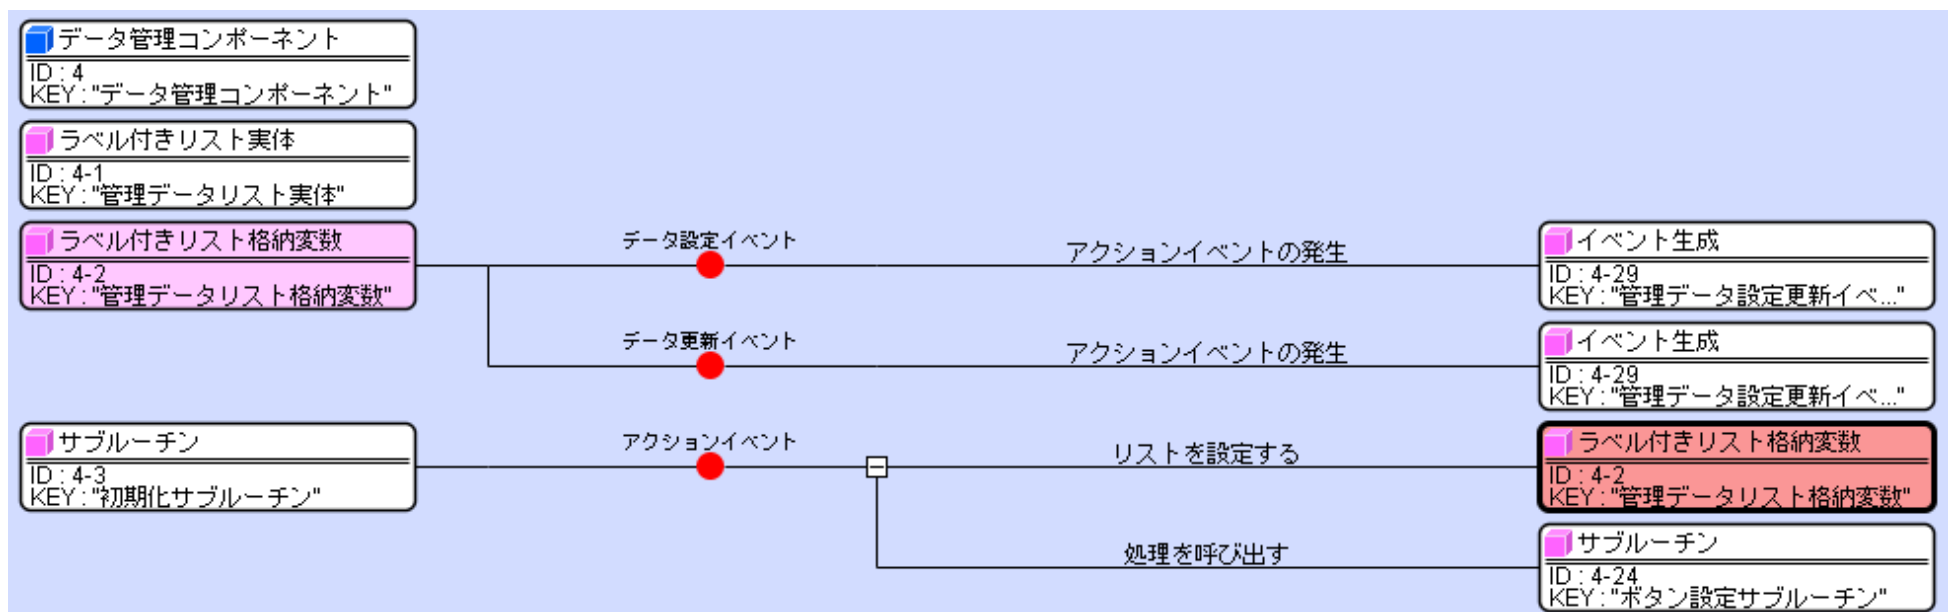 データ管理コンポーネント
ID : 4
KEY : "データ管理コンポーネント"
ラベル付きリスト実体
ID : 4-1
KEY : "管理データリスト実体"
ラベル付きリスト格納変数
ID : 4-2
KEY : "管理データリスト格納変数"
データ設定イベント
アクションイベントの発生
イベント生成
ID : 4-29
KEY : "管理データ設定更新イベ..."
データ更新イベント
アクションイベントの発生
イベント生成
ID : 4-29
KEY : "管理データ設定更新イベ..."
サブルーチン
ID : 4-3
KEY : "初期化サブルーチン"
アクションイベント
リストを設定する
ラベル付きリスト格納変数
ID : 4-2
KEY : "管理データリスト格納変数"
処理を呼び出す
サブルーチン
ID : 4-24
KEY : "ボタン設定サブルーチン"